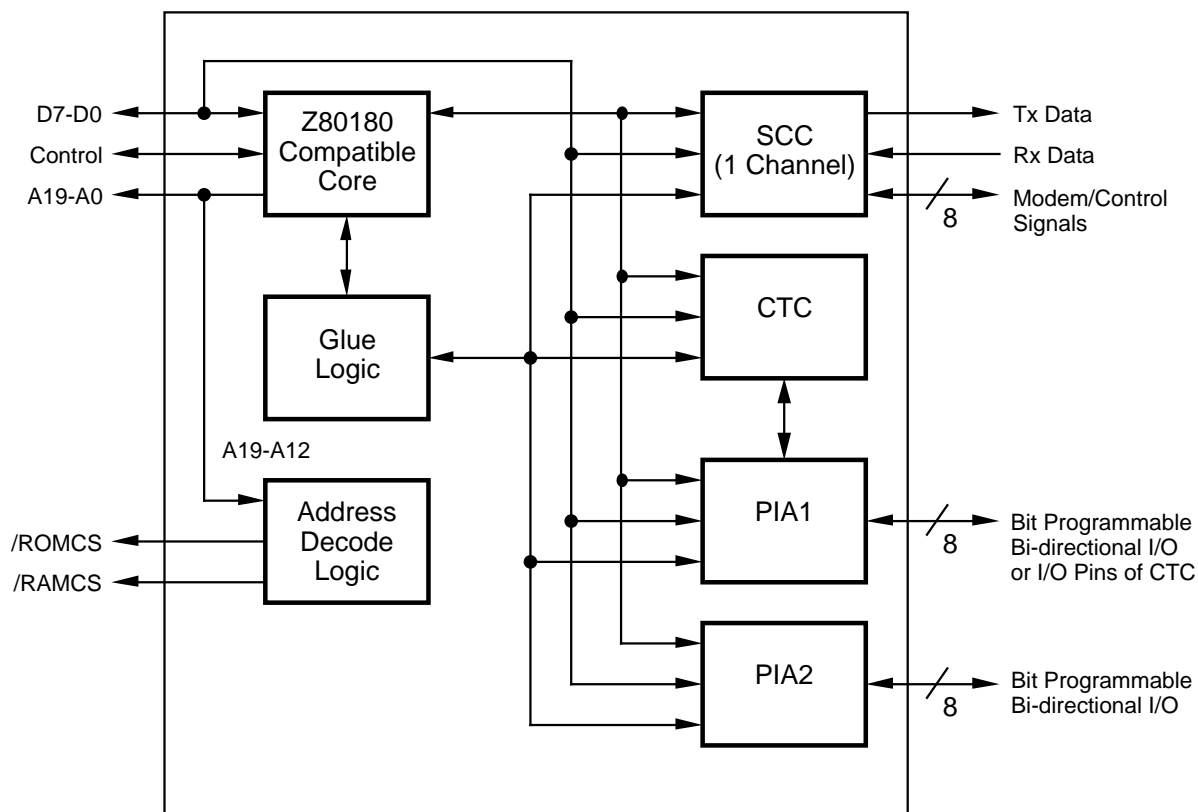 D7-D0
Control
A19-A0
Z80180
Compatible
Core
SCC
(1 Channel)
Tx Data
Rx Data
8
Modem/Control
Signals
Glue
Logic
CTC
A19-A12
Address
Decode
Logic
/ROMCS
/RAMCS
PIA1
8
Bit Programmable
Bi-directional I/O
or I/O Pins of CTC
PIA2
8
Bit Programmable
Bi-directional I/O